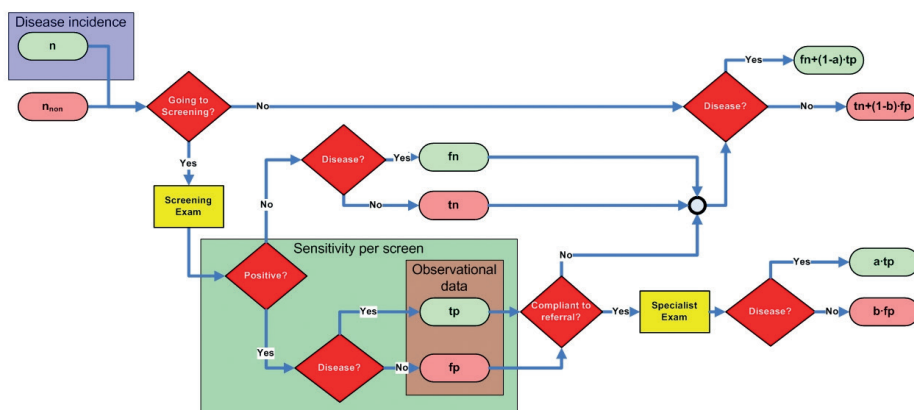 Disease incidence
n
n non
Going to
Screening?
No
Disease?
Yes
fn+(1-a)·tp
No
tn+(1-b)·fp
Yes
Screening
Exam
Disease?
Yes
fn
No
tn
No
Sensitivity per screen
Positive?
Observational
data
Yes
tp
Yes
Disease?
No
fp
No
Compliant to
referral?
Yes
Specialist
Exam
Disease?
Yes
a·tp
No
b·fp